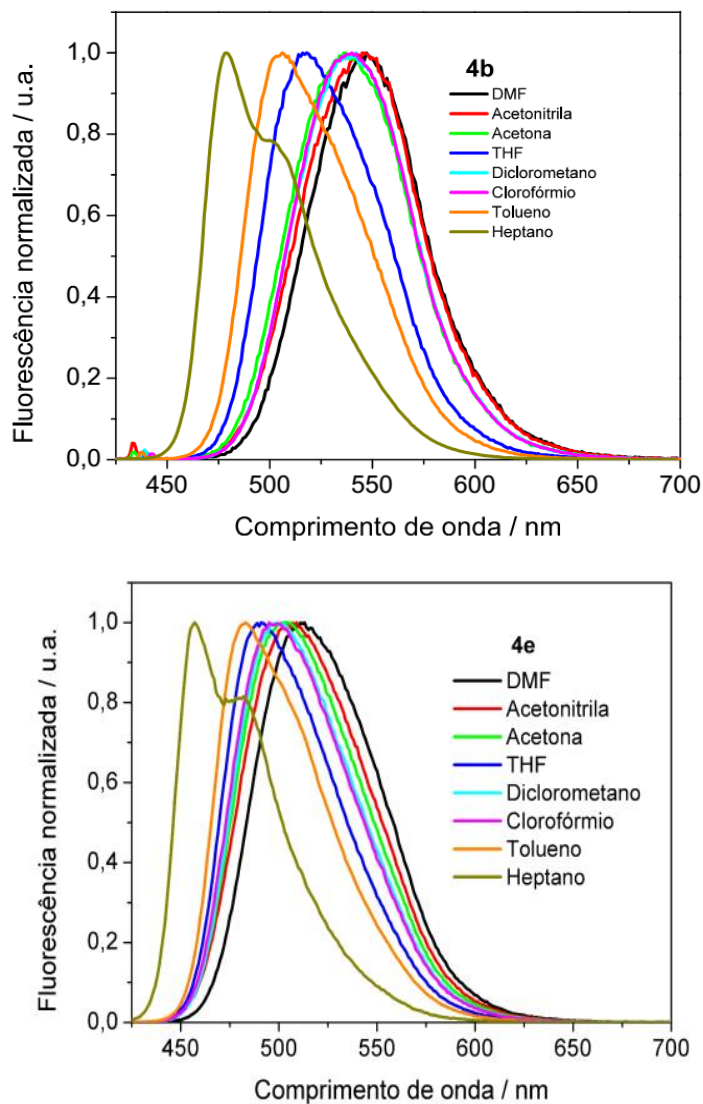 Fluorescência normalizada / u.a.
1,0
0,8
0,6
0,4
0,2
0,0
4b
DMF
Acetonitrila
Acetona
THF
Diclorometano
Clorofórmio
Tolueno
Heptano
450 500 550 600 650 700
Comprimento de onda / nm
Fluorescência normalizada / u.a.
1,0
0,8
0,6
0,4
0,2
0,0
4e
DMF
Acetonitrila
Acetona
THF
Diclorometano
Clorofórmio
Tolueno
Heptano
450 500 550 600 650 700
Comprimento de onda / nm